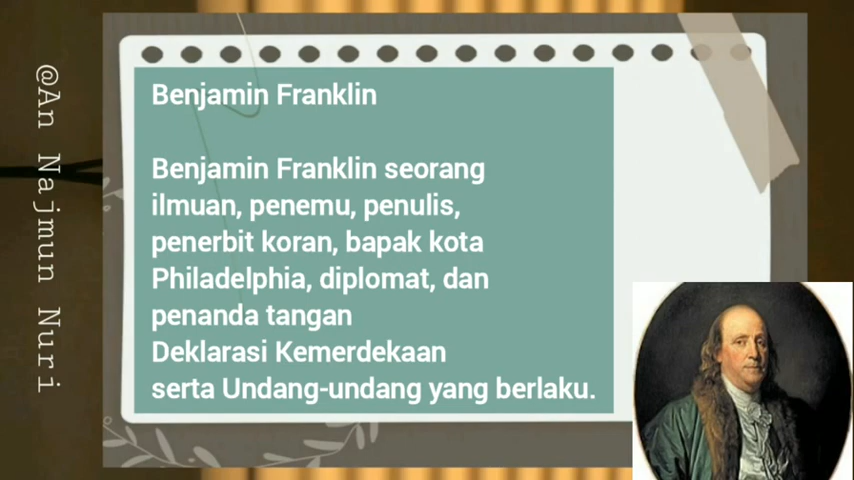 @An Najmun Nuri
Benjamin Franklin
Benjamin Franklin seorang
ilmuan, penemu, penulis,
penerbit koran, bapak kota
Philadelphia, diplomat, dan
penanda tangan
Deklarasi Kemerdekaan
serta Undang-undang yang berlaku.